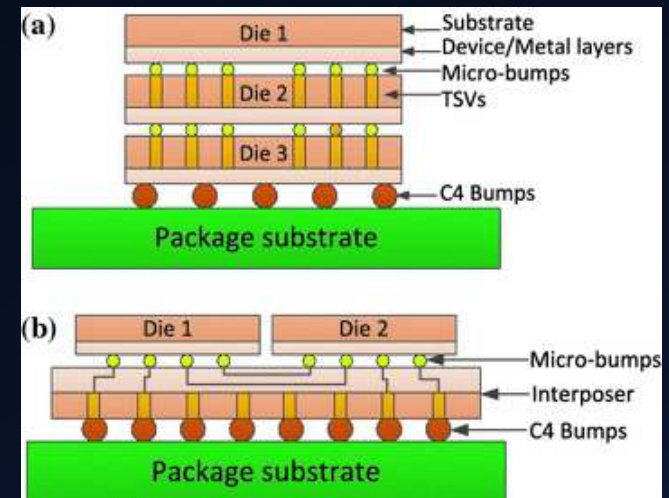 (a)
Die 1
Substrate
Device/Metal layers
Micro-bumps
Die 2
TSVs
Die 3
C4 Bumps
Package substrate
(b)
Die 1 Die 2
Micro-bumps
Interposer
C4 Bumps
Package substrate